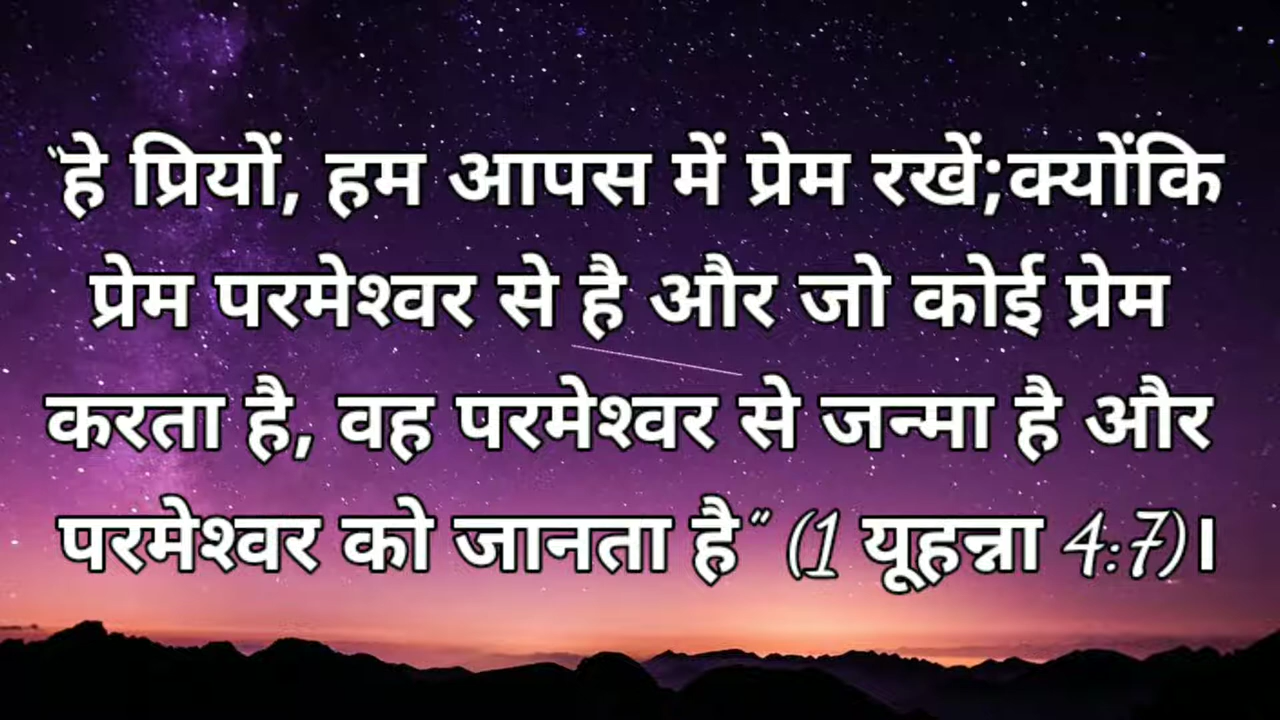 “हे प्रियों, हम आपस में प्रेम रखें;क्योंकि
प्रेम परमेश्वर से है और जो कोई प्रेम
करता है, वह परमेश्वर से जन्मा है और
परमेश्वर को जानता है” (1 यूहन्ना 4:7)।